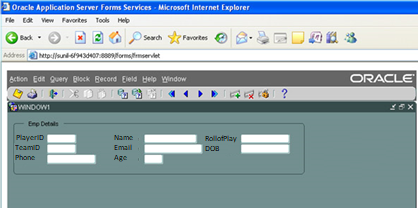 Oracle Application Server Forms Services - Microsoft Internet Explorer
File Edit View Favorites Tools Help
Back Search Favorites
Address http://sunil-6f943d407:8889/forms/frmservlet
Action Edit Query Block Record Field Help Window ORACLE
WINDOW1
Emp Details
PlayerID Name RollofPlay
TeamID Email DOB
Phone Age